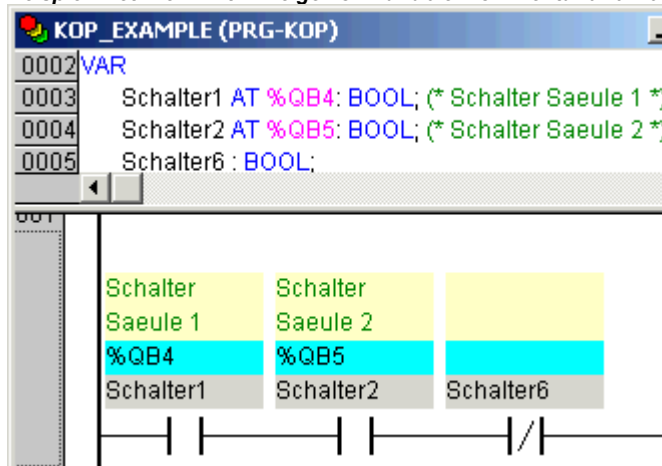 KOP_EXAMPLE (PRG-KOP)
0002 VAR
0003 Schalter1 AT %QB4: BOOL; (* Schalter Saeule 1 *)
0004 Schalter2 AT %QB5: BOOL; (* Schalter Saeule 2 *)
0005 Schalter6 : BOOL;
Schalter Schalter
Saeule 1 Saeule 2
%QB4 %QB5
Schalter1 Schalter2 Schalter6